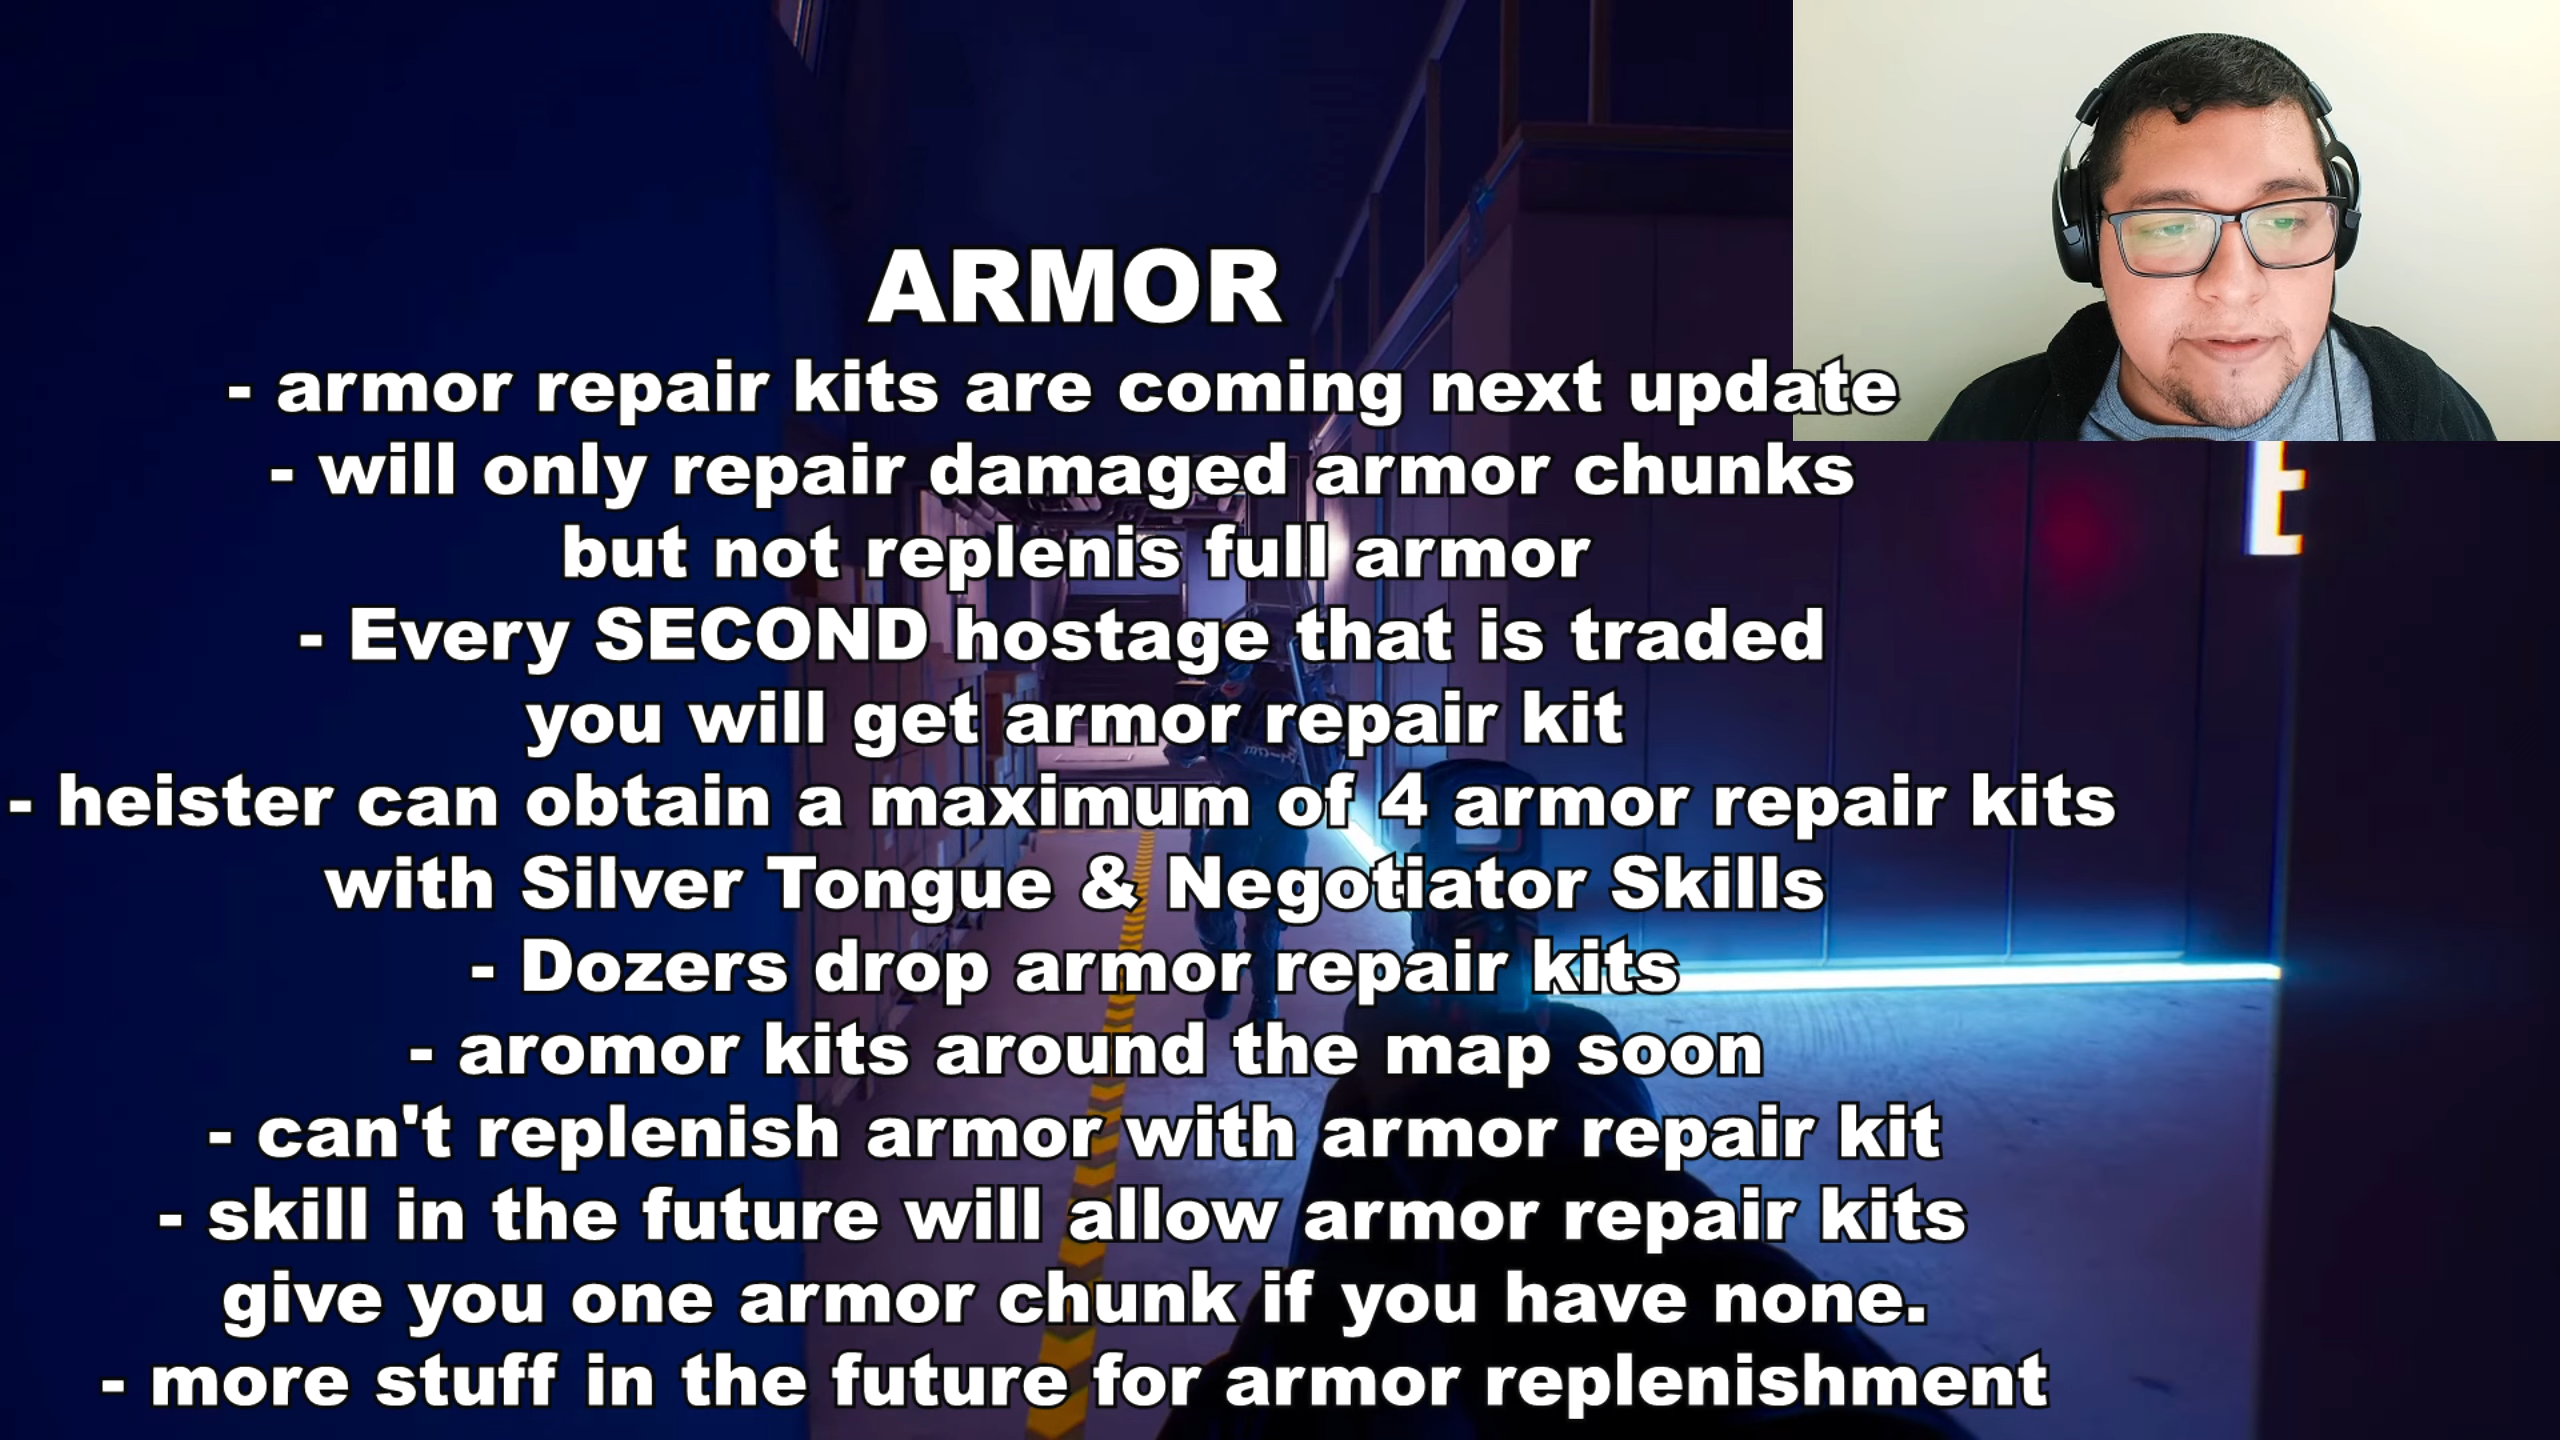 ARMOR
- armor repair kits are coming next update
- will only repair damaged armor chunks
but not replenis full armor
- Every SECOND hostage that is traded
you will get armor repair kit
- heister can obtain a maximum of 4 armor repair kits
with Silver Tongue & Negotiator Skills
- Dozers drop armor repair kits
- aromor kits around the map soon
- can't replenish armor with armor repair kit
- skill in the future will allow armor repair kits
give you one armor chunk if you have none.
- more stuff in the future for armor replenishment
E